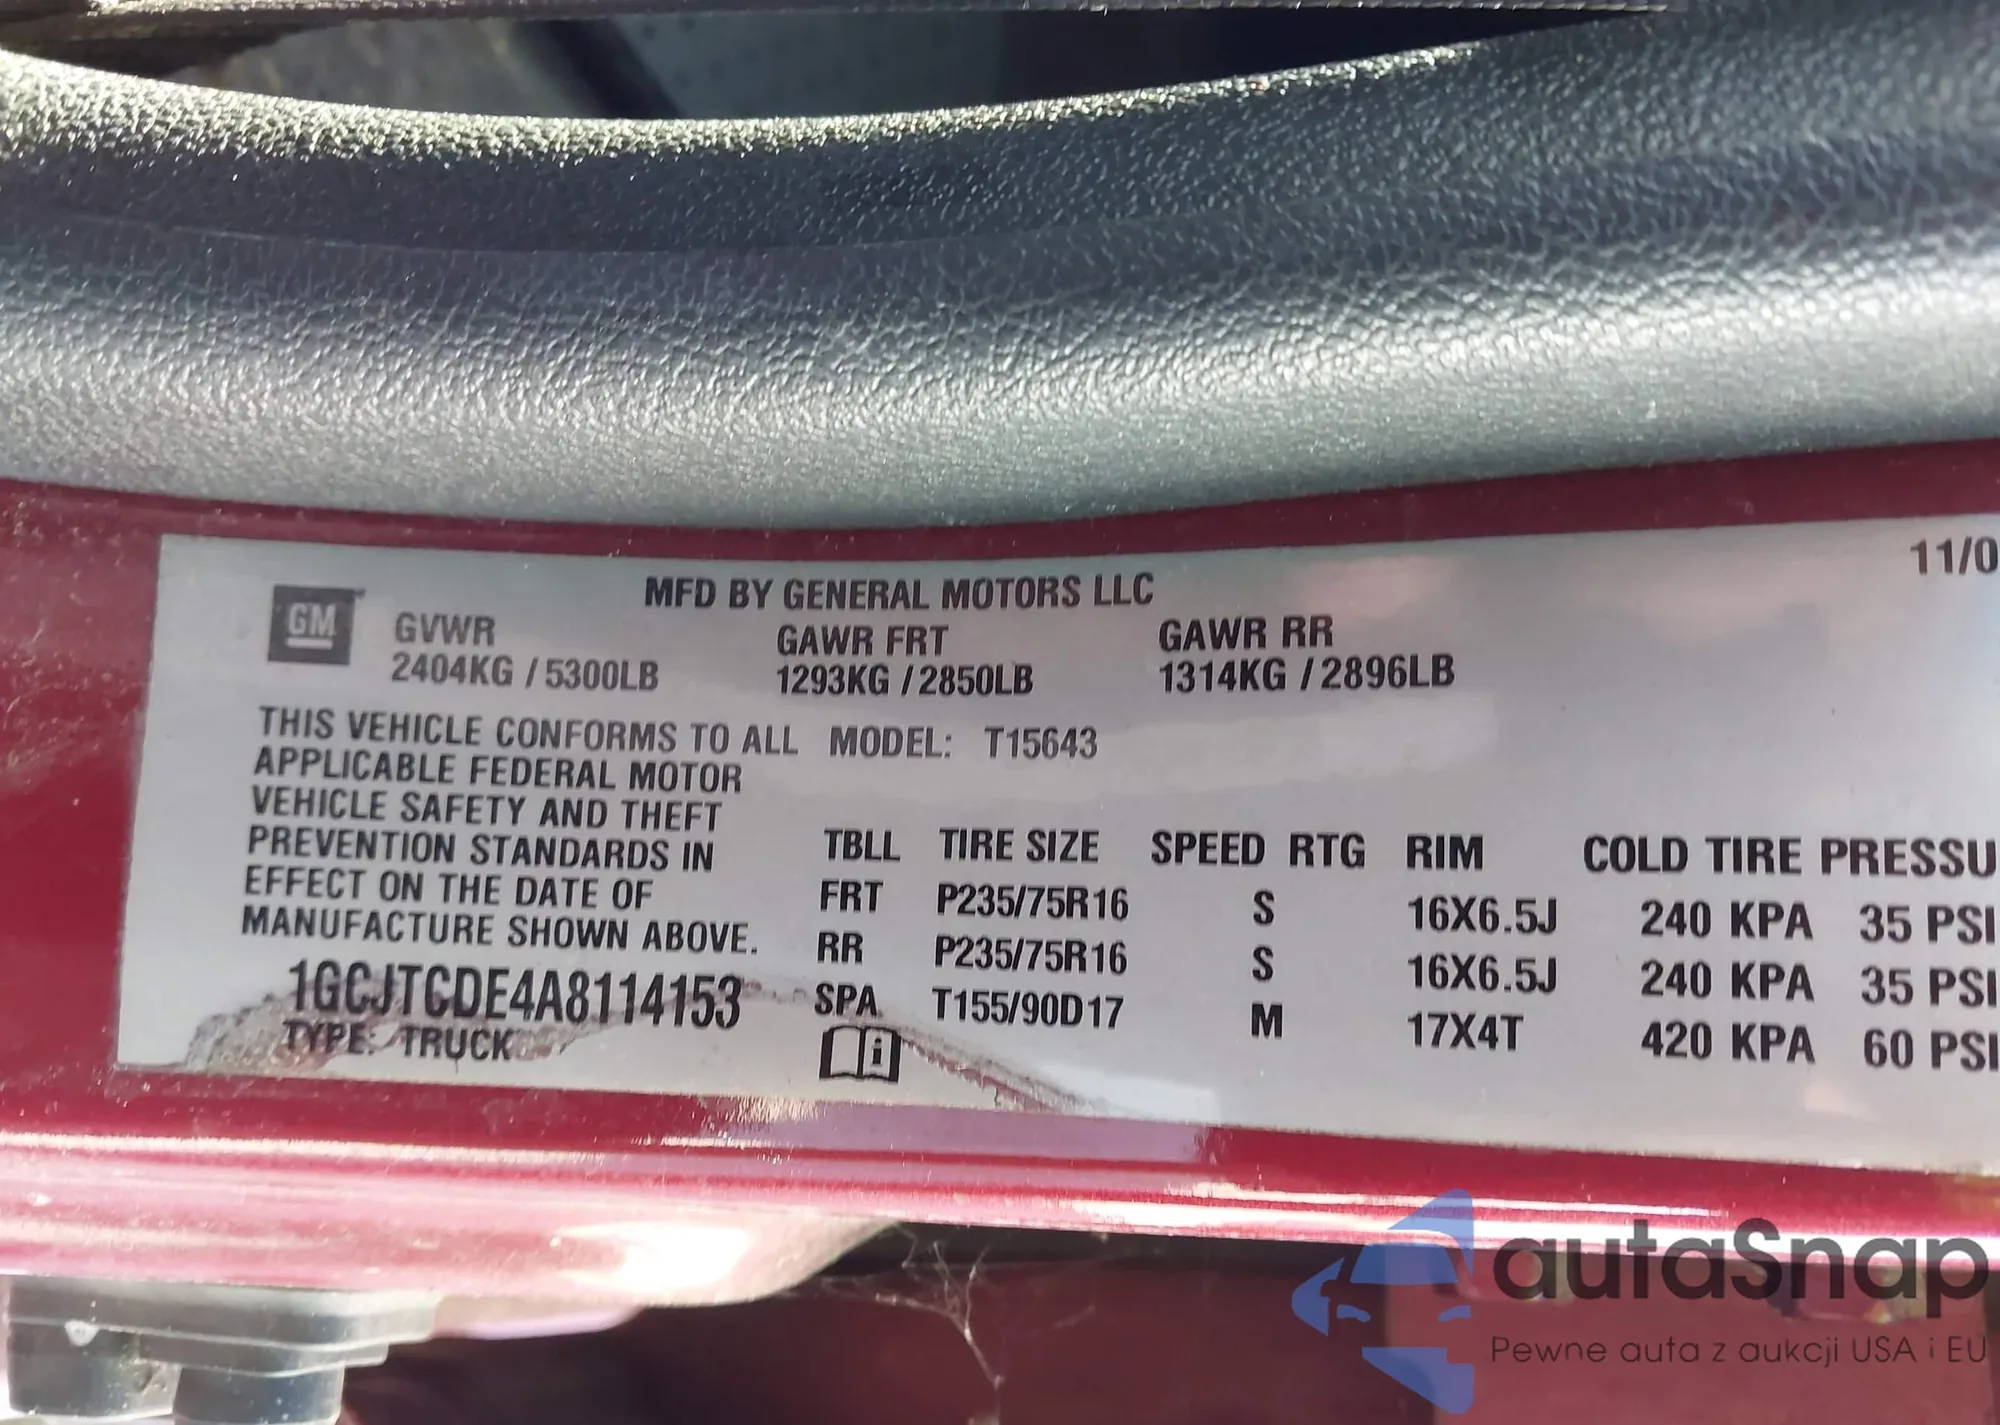 11/0
MFD BY GENERAL MOTORS LLC
GM
GVWR GAWR FRT GAWR RR
2404KG / 5300LB 1293KG / 2850LB 1314KG / 2896LB
THIS VEHICLE CONFORMS TO ALL MODEL: T15643
APPLICABLE FEDERAL MOTOR
VEHICLE SAFETY AND THEFT
PREVENTION STANDARDS IN
EFFECT ON THE DATE OF
MANUFACTURE SHOWN ABOVE.
1GCJTCDE4A8114153
TYPE: TRUCK
TBLL TIRE SIZE SPEED RTG RIM COLD TIRE PRESSU
FRT P235/75R16 S 16X6.5J 240 KPA 35 PSI
RR P235/75R16 S 16X6.5J 240 KPA 35 PSI
SPA T155/90D17 M 17X4T 420 KPA 60 PSI
i
autaSnap
Pewne auta z aukcji USA i EU